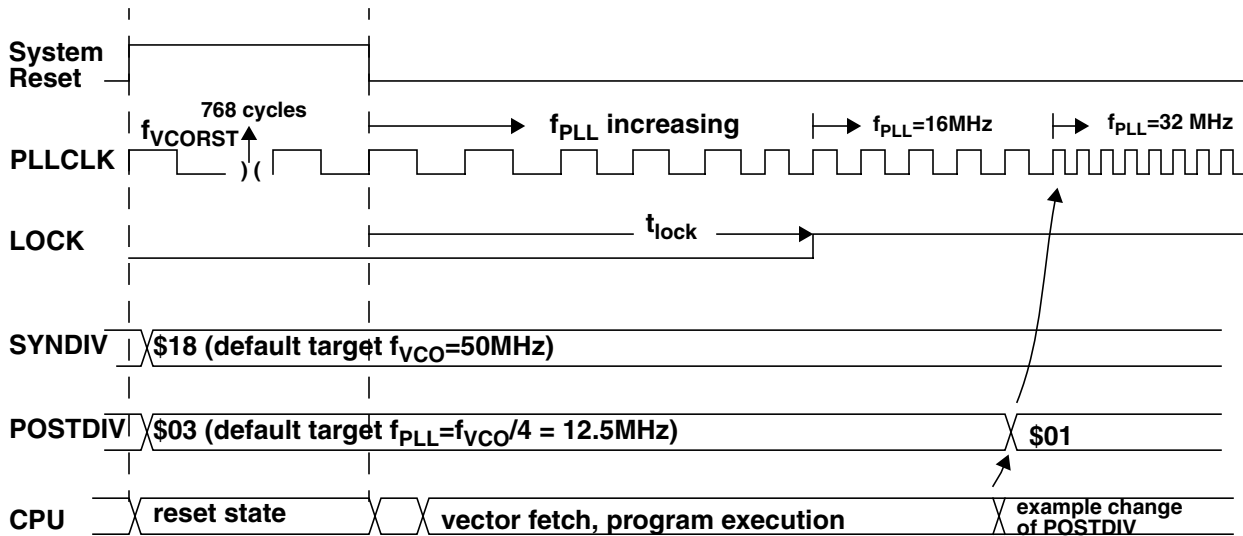 System
Reset
768 cycles
fVCORST
fPLL increasing
fPLL=16MHz
fPLL=32 MHz
PLLCLK
) (
tlock
LOCK
SYNDIV
$18 (default target fVCO=50MHz)
POSTDIV
$03 (default target fPLL=fVCO/4 = 12.5MHz)
$01
CPU
reset state
vector fetch, program execution
example change
of POSTDIV